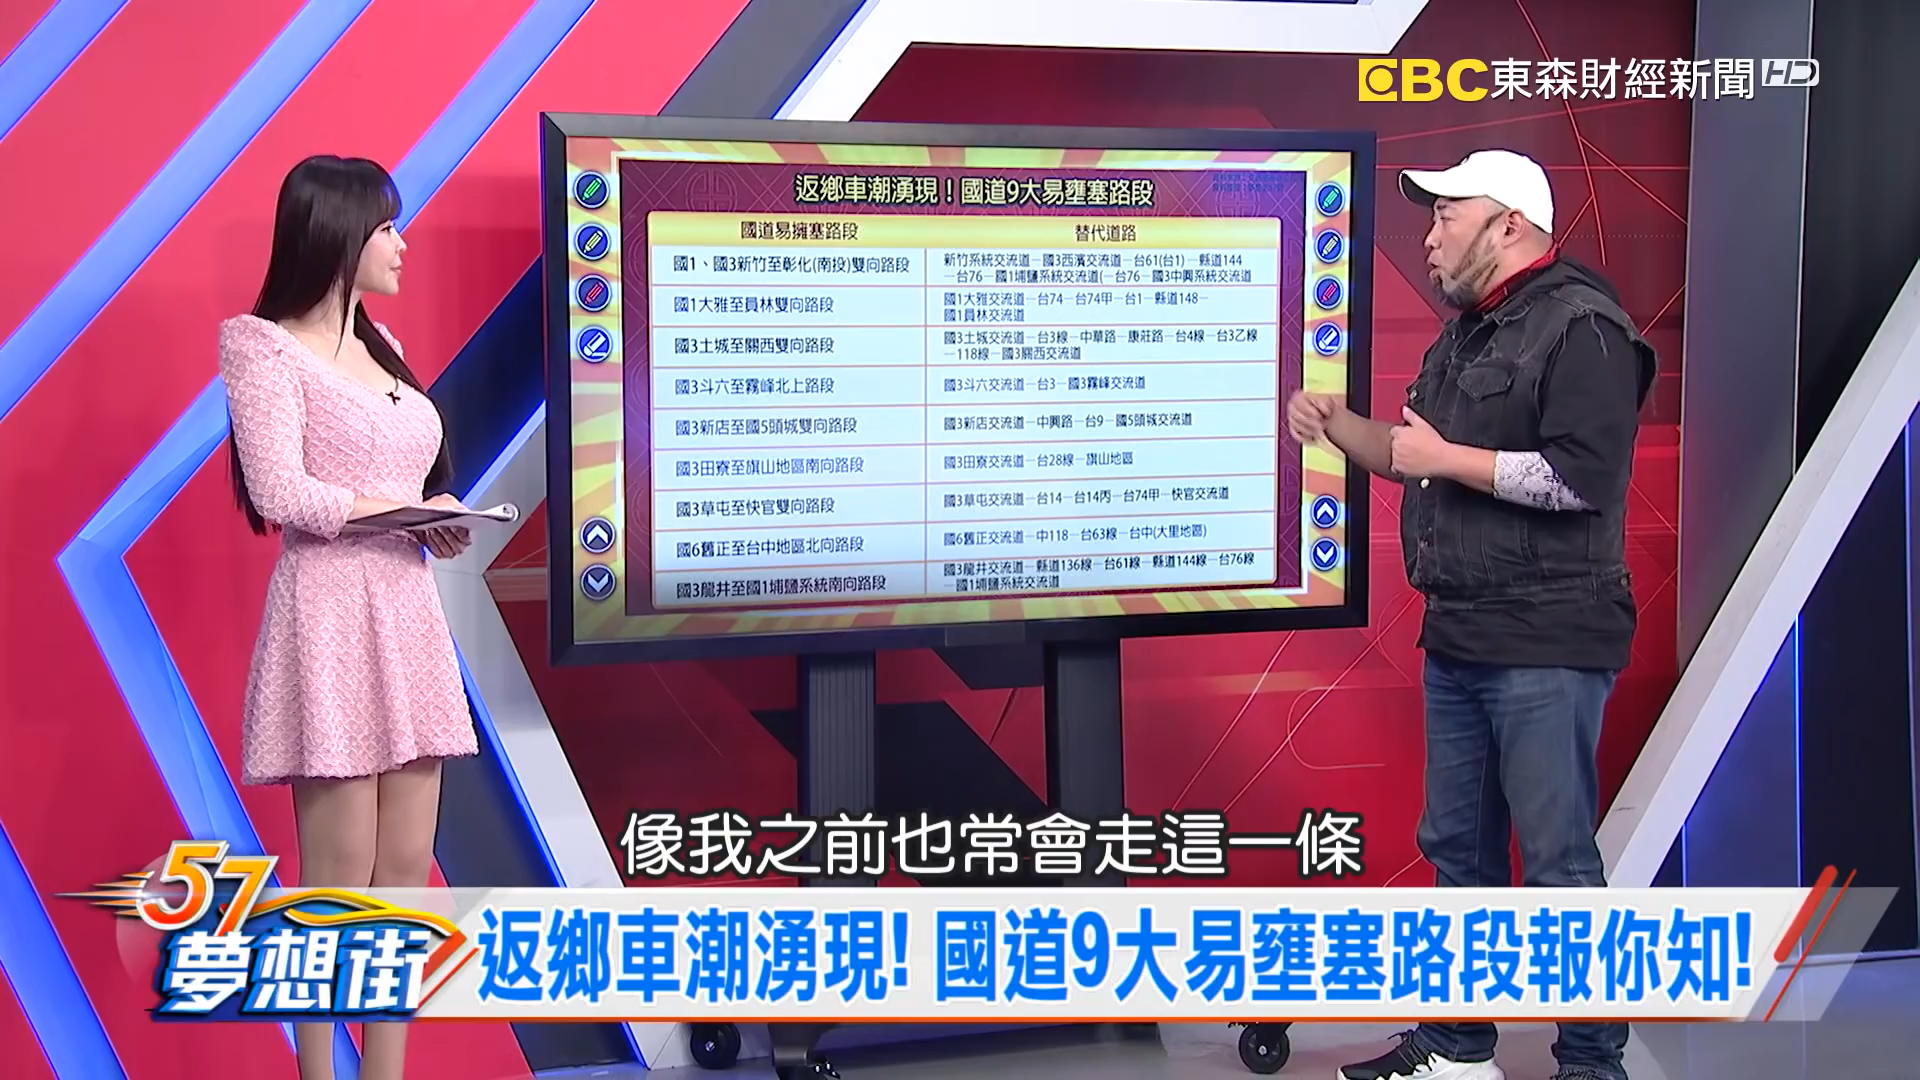 EBC東森財經新聞HD
返鄉車潮湧現！國道9大易壅塞路段
國道易擁塞路段
替代道路
國1、國3新竹至彰化(南投)雙向路段
新竹系統交流道－國3西濱交流道－台61(台1)－縣道144
－台76－國1埔鹽系統交流道(－台76－國3中興系統交流道
國1大雅至員林雙向路段
國1大雅交流道－台74－台74甲－台1－縣道148－
國1員林交流道
國3土城至關西雙向路段
國3土城交流道－台3線－中華路－康莊路－台4線－台3乙線
－118線－國3關西交流道
國3斗六至霧峰北上路段
國3斗六交流道－台3－國3霧峰交流道
國3新店至國5頭城雙向路段
國3新店交流道－中興路－台9－國5頭城交流道
國3田寮至旗山地區南向路段
國3田寮交流道－台28線－旗山地區
國3草屯至快官雙向路段
國3草屯交流道－台14－台14丙－台74甲－快官交流道
國6舊正至台中地區北向路段
國6舊正交流道－中118－台63線－台中(大里地區)
國3龍井至國1埔鹽系統南向路段
國3龍井交流道－縣道136線－台61線－縣道144線－台76線
－國1埔鹽系統交流道
像我之前也常會走這一條
57夢想街
返鄉車潮湧現! 國道9大易壅塞路段報你知!